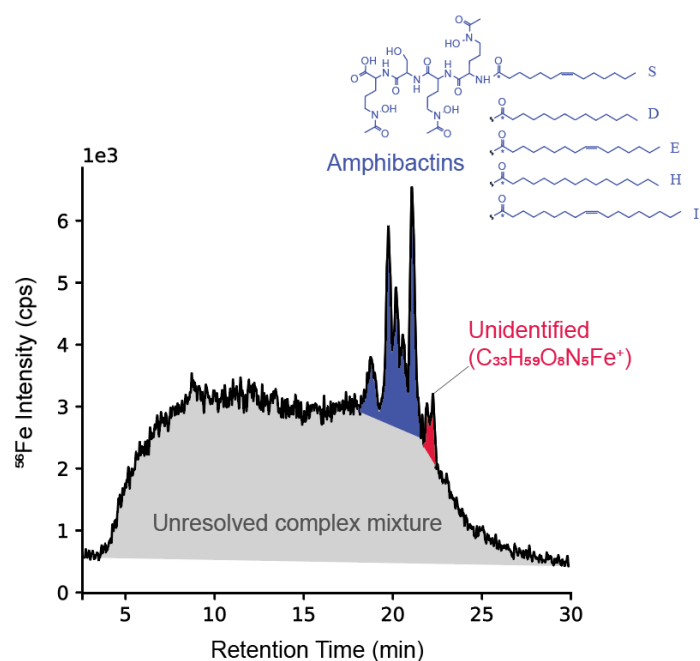 S
D
E
H
I
Amphibactins
1e3
Unidentified
(C₃₃H₅₉O₈N₅Fe⁺)
Unresolved complex mixture
⁵⁶Fe Intensity (cps)
6
5
4
3
2
1
0
5 10 15 20 25 30
Retention Time (min)